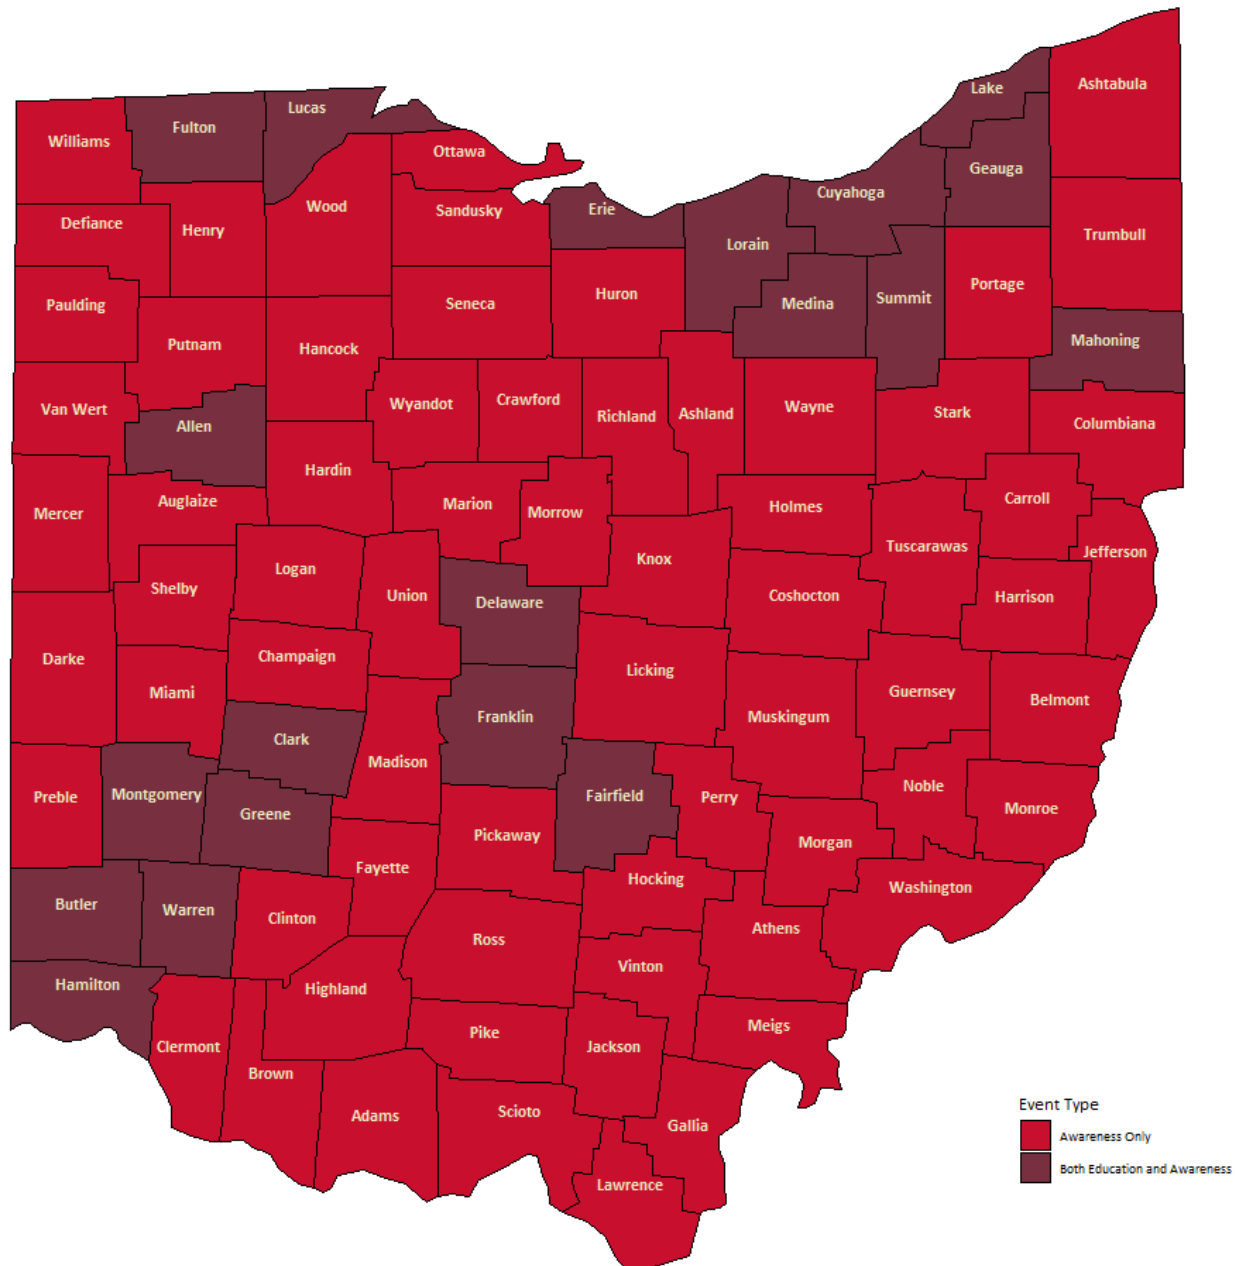 Lake
Ashtabula
Lucas
Fulton
Williams
Ottawa
Geauga
Cuyahoga
Erie
Wood
Sandusky
Defiance
Henry
Trumbull
Lorain
Portage
Huron
Summit
Medina
Seneca
Paulding
Mahoning
Putnam
Hancock
Crawford
Wyandot
Wayne
Van Wert
Stark
Ashland
Richland
Columbiana
Allen
Hardin
Carroll
Auglaize
Marion
Holmes
Morrow
Mercer
Tuscarawas
Jefferson
Knox
Logan
Shelby
Union
Coshocton
Harrison
Delaware
Champaign
Darke
Licking
Miami
Guernsey
Belmont
Franklin
Muskingum
Clark
Madison
Noble
Montgomery
Fairfield
Preble
Perry
Monroe
Greene
Pickaway
Morgan
Fayette
Hocking
Washington
Butler
Warren
Clinton
Athens
Ross
Vinton
Hamilton
Highland
Meigs
Pike
Clermont
Jackson
Brown
Scioto
Adams
Gallia
Lawrence
Event Type
Awareness Only
Both Education and Awareness